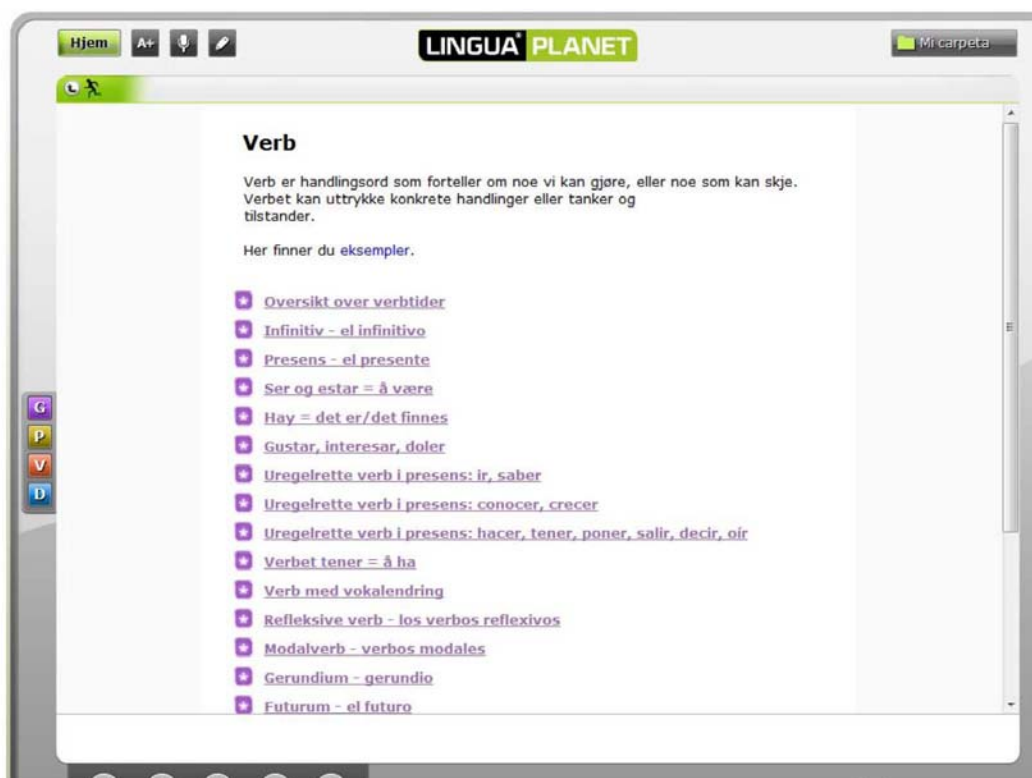 Hjem
A+
LINGUA PLANET
Mi carpeta
Verb
Verb er handlingsord som forteller om noe vi kan gjøre, eller noe som kan skje.
Verbet kan uttrykke konkrete handlinger eller tanker og
tilstander.
Her finner du eksempler.
Oversikt over verbtider
Infinitiv - el infinitivo
Presens - el presente
Ser og estar = å være
Hay = det er/det finnes
Gustar, interesar, doler
Uregelrette verb i presens: ir, saber
Uregelrette verb i presens: conocer, crecer
Uregelrette verb i presens: hacer, tener, poner, salir, decir, oír
Verbet tener = å ha
Verb med vokalendring
Refleksive verb - los verbos reflexivos
Modalverb - verbos modales
Gerundium - gerundio
Futurum - el futuro
G
P
V
D